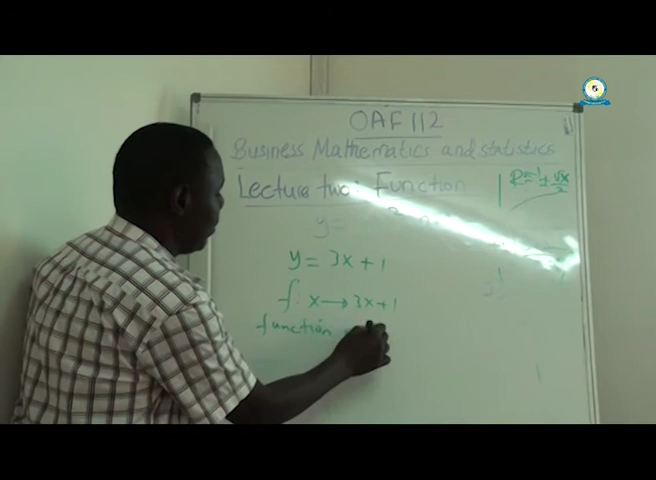 OAF 112
Business Mathematics and statistics
Lecture two: Function
y =
y = 3x + 1
f: x → 3x + 1
function